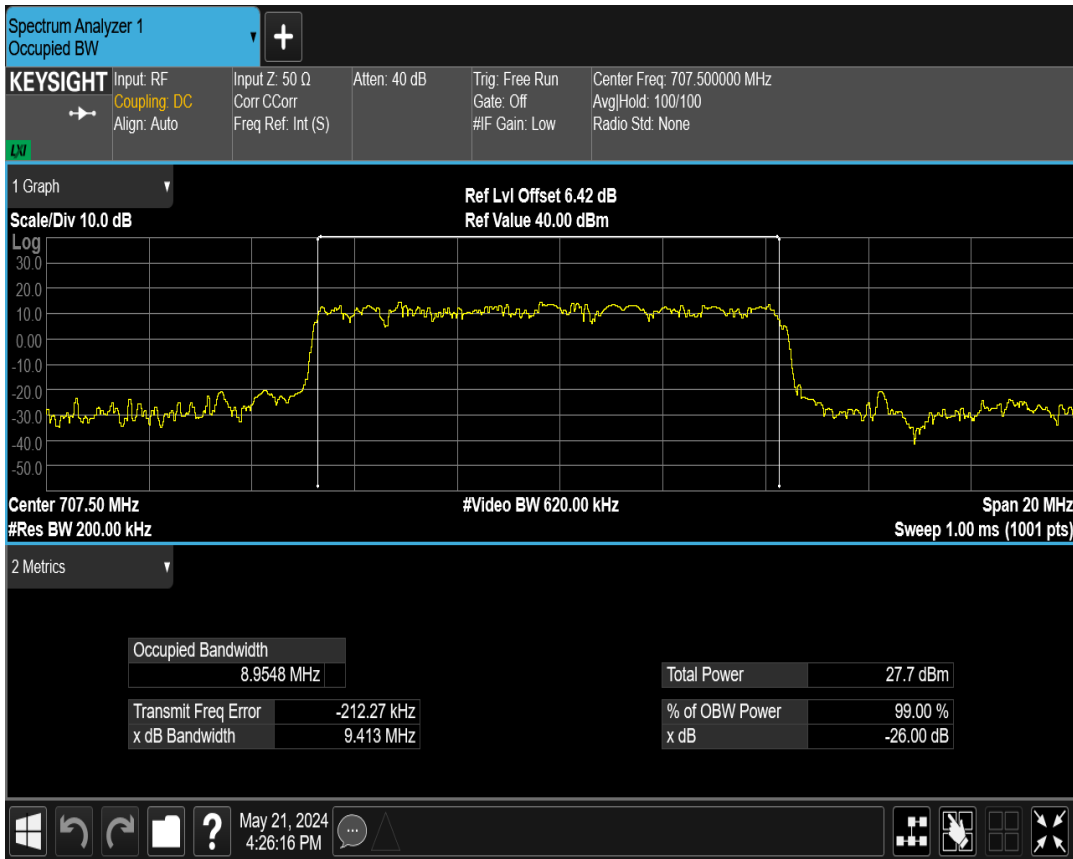 Spectrum Analyzer 1
Occupied BW
+
KEYSIGHT
LXI
Input: RF
Coupling: DC
Align: Auto
Input Z: 50 Ω
Corr CCorr
Freq Ref: Int (S)
Atten: 40 dB
Trig: Free Run
Gate: Off
#IF Gain: Low
Center Freq: 707.500000 MHz
Avg|Hold: 100/100
Radio Std: None
1 Graph
Scale/Div 10.0 dB
Ref Lvl Offset 6.42 dB
Ref Value 40.00 dBm
Log
30.0
20.0
10.0
0.00
-10.0
-20.0
-30.0
-40.0
-50.0
Center 707.50 MHz
#Video BW 620.00 kHz
Span 20 MHz
#Res BW 200.00 kHz
Sweep 1.00 ms (1001 pts)
2 Metrics
Occupied Bandwidth
8.9548 MHz
Transmit Freq Error -212.27 kHz
x dB Bandwidth 9.413 MHz
Total Power 27.7 dBm
% of OBW Power 99.00 %
x dB -26.00 dB
?
May 21, 2024
4:26:16 PM